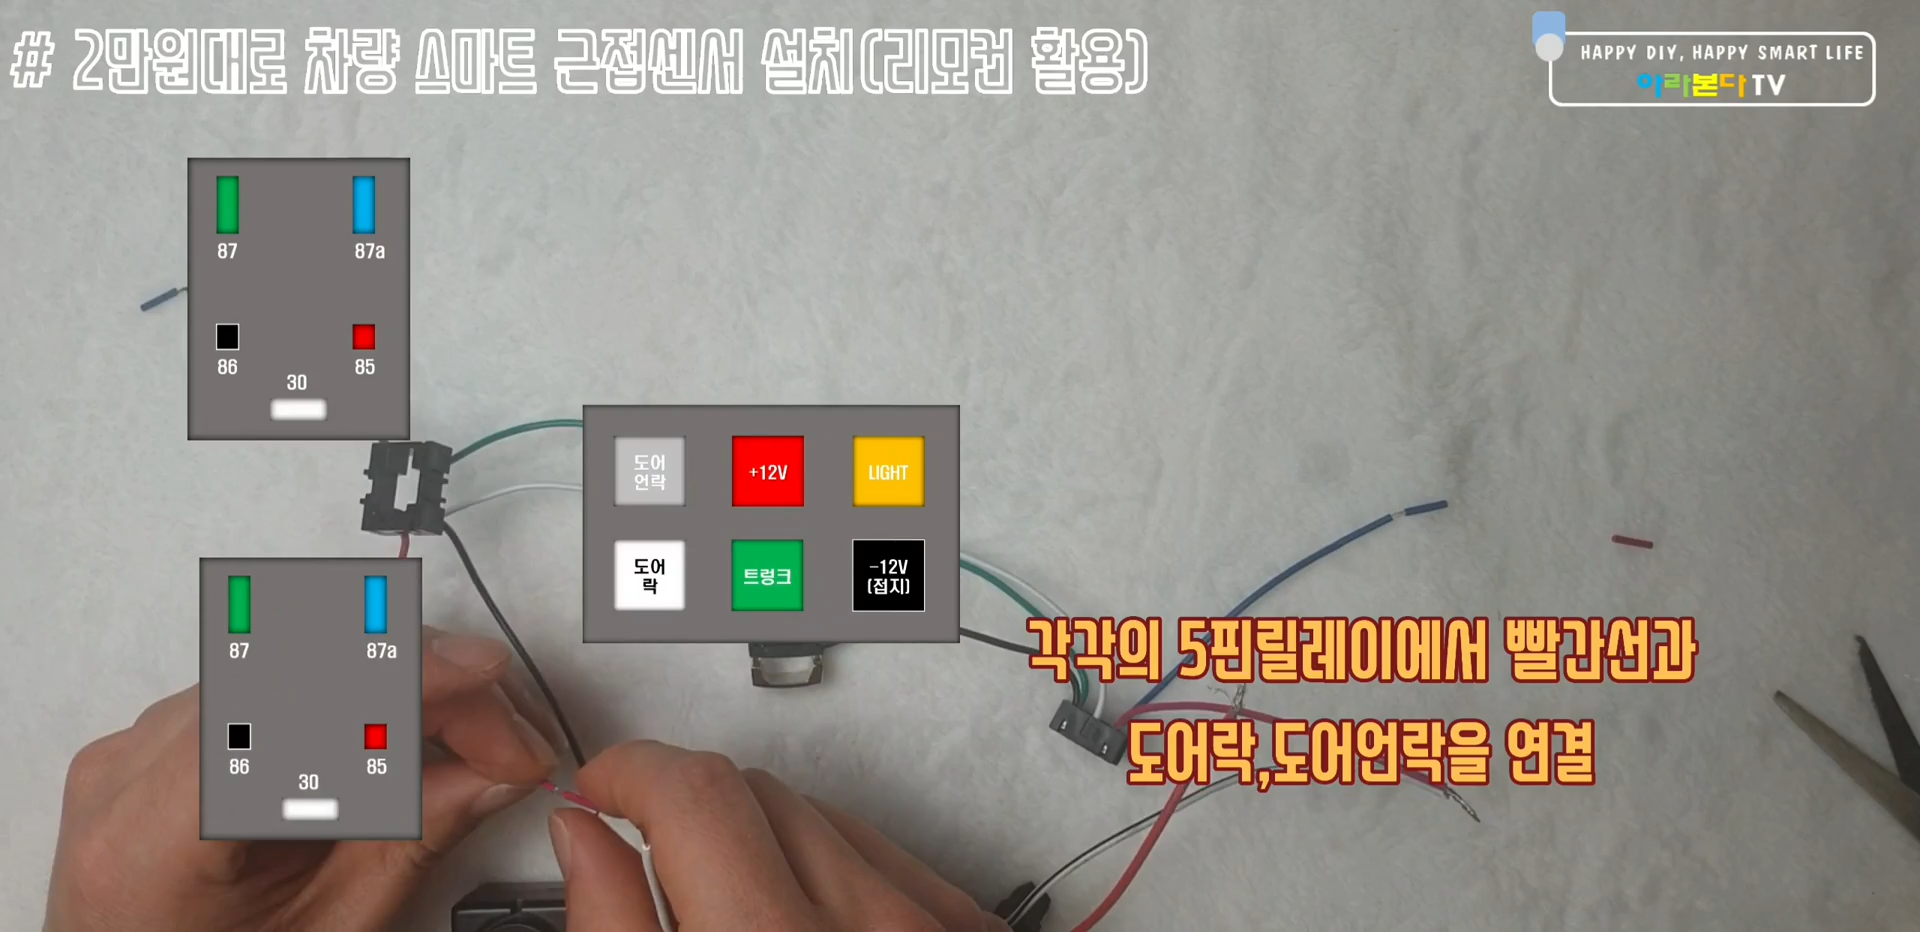 # 2만원대로 차량 스마트 근접센서 설치(리모컨 활용)
HAPPY DIY, HAPPY SMART LIFE
아라본다 TV
87 87a
86 85
30
도어
언락
+12V
LIGHT
도어
락
트렁크
-12V
(접지)
87 87a
86 85
30
각각의 5핀릴레이에서 빨간선과
도어락,도어언락을 연결